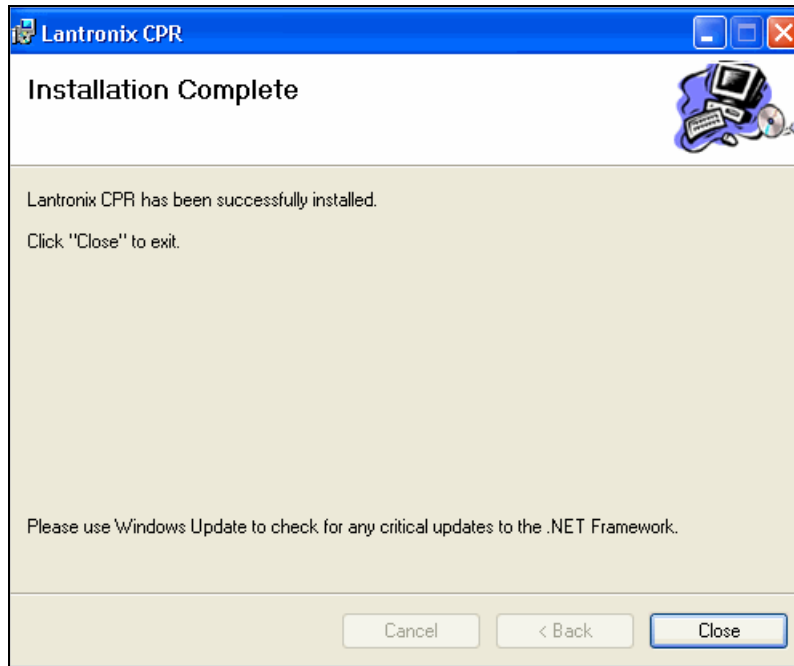 Lantronix CPR
Installation Complete
Lantronix CPR has been successfully installed.
Click "Close" to exit.
Please use Windows Update to check for any critical updates to the .NET Framework.
Cancel
< Back
Close